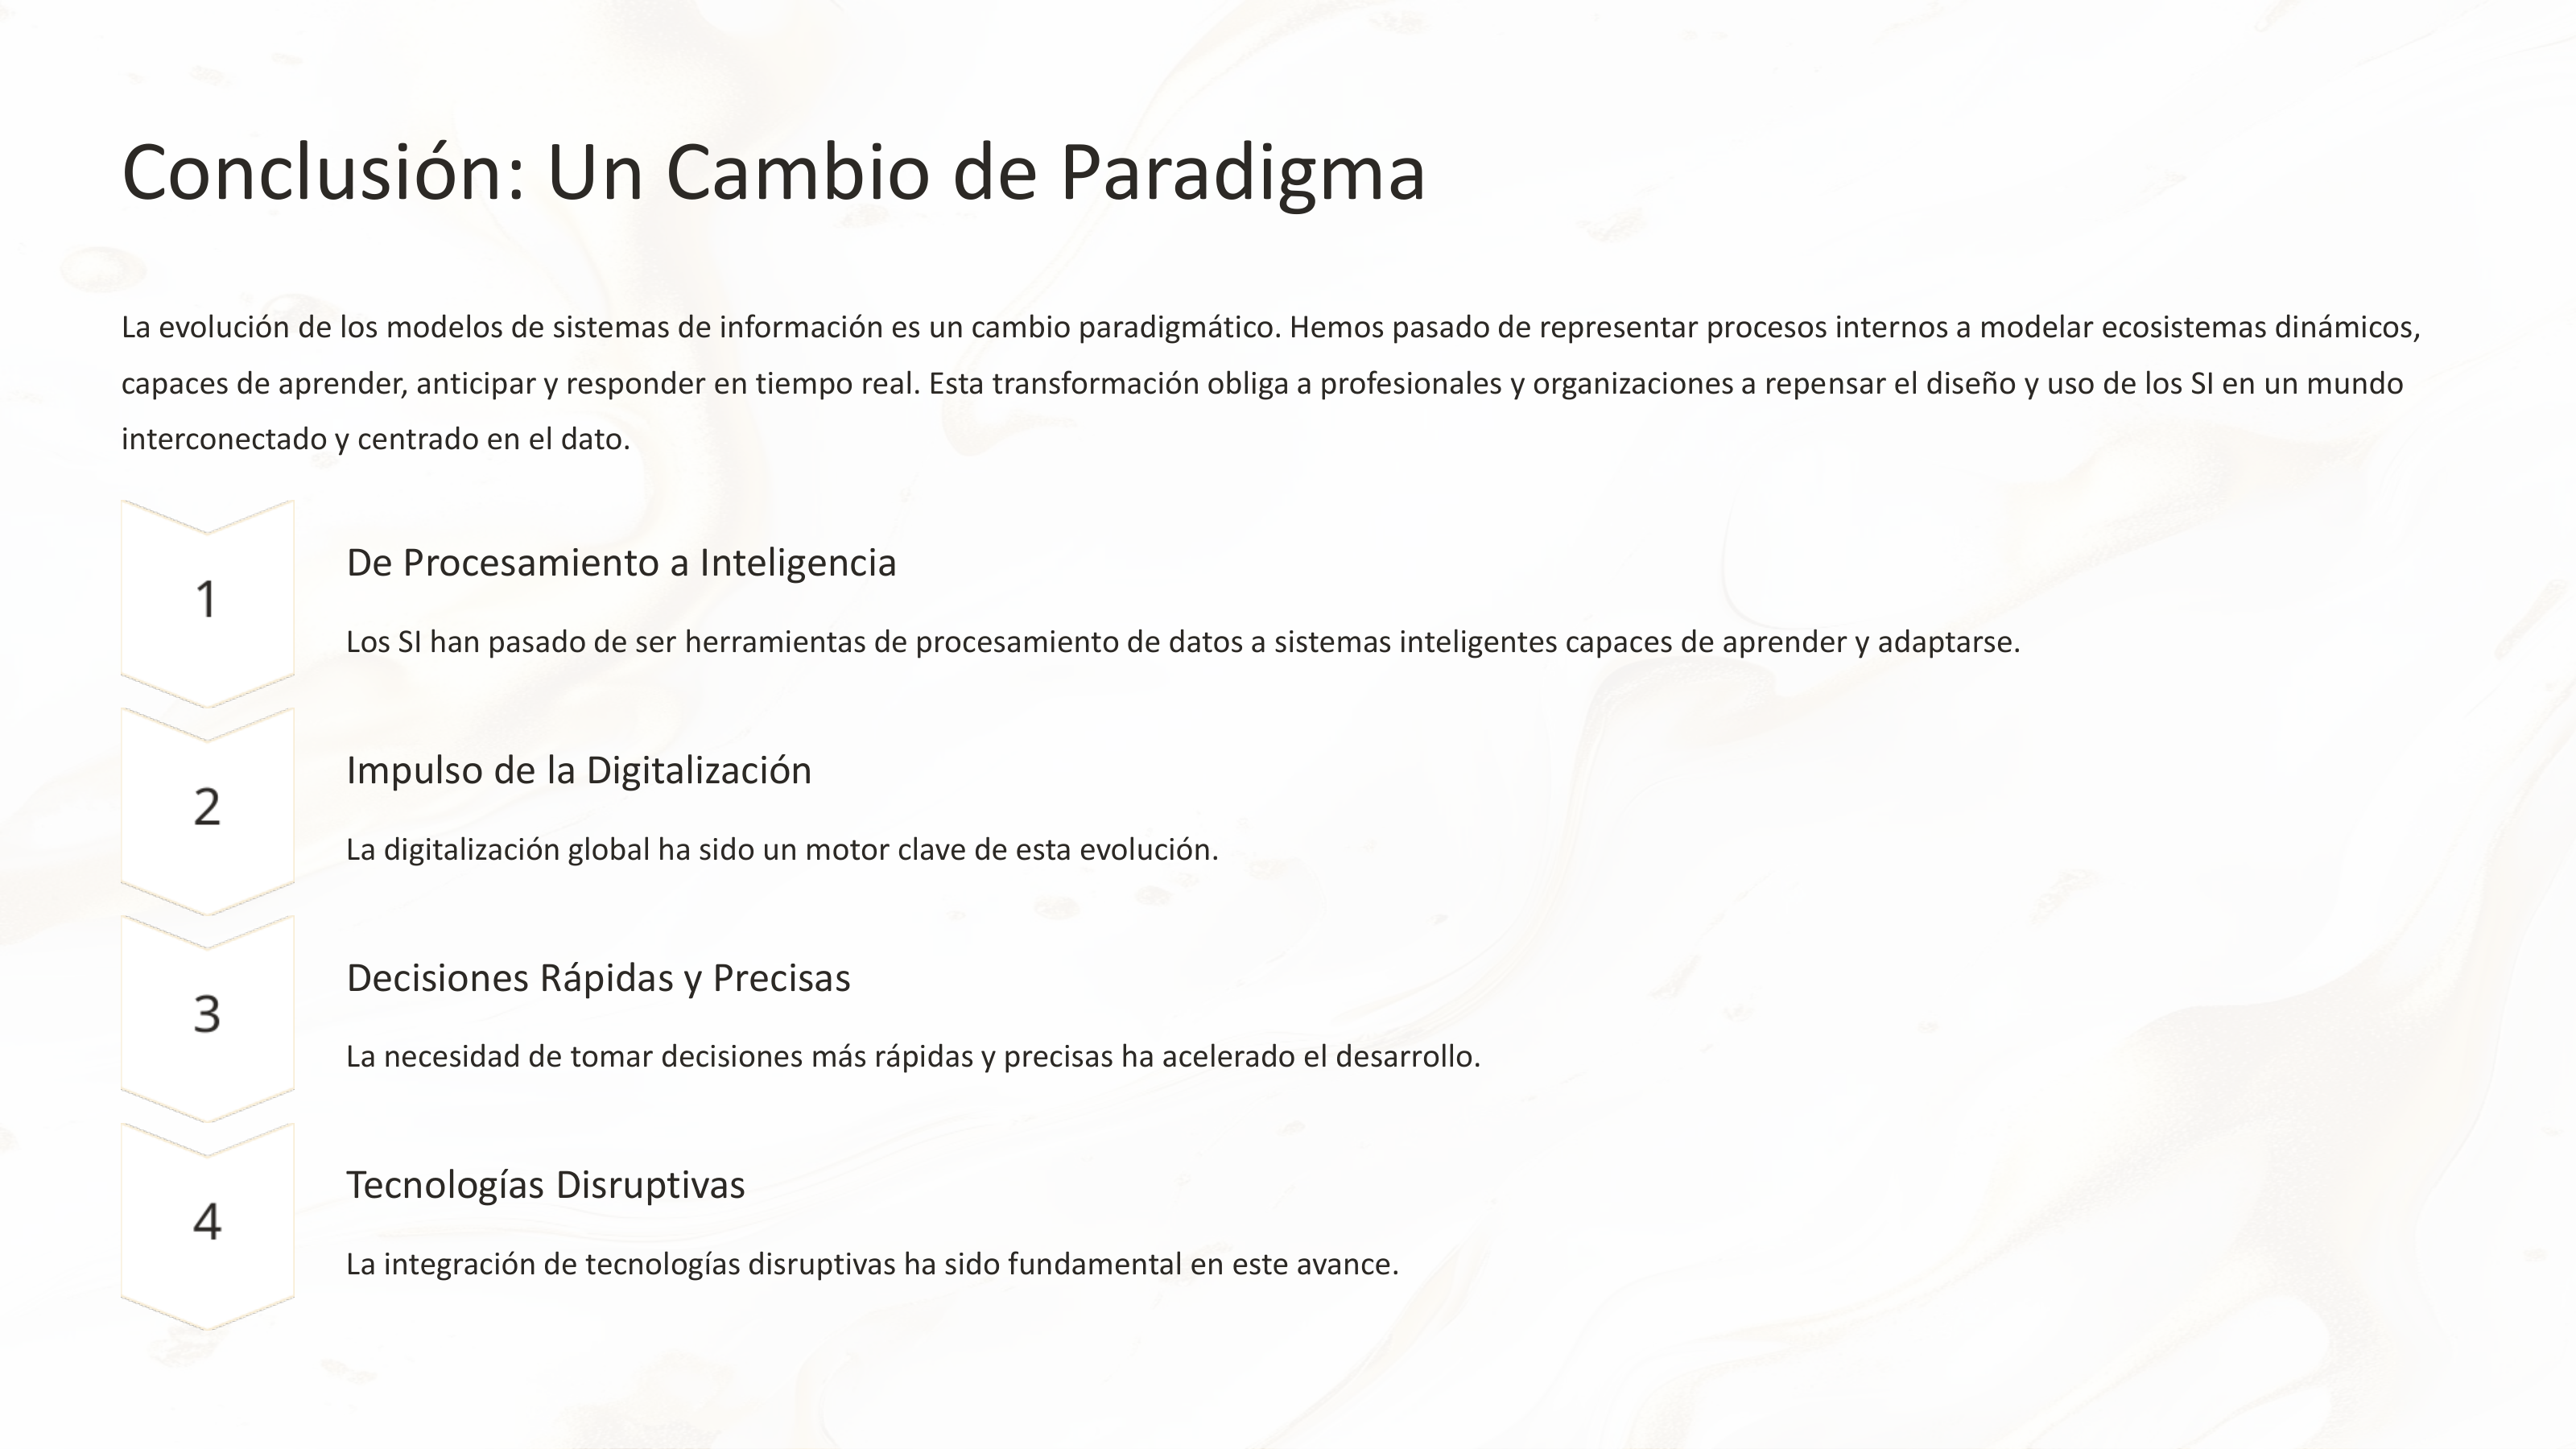 Conclusión: Un Cambio de Paradigma
La evolución de los modelos de sistemas de información es un cambio paradigmático. Hemos pasado de representar procesos internos a modelar ecosistemas dinámicos,
capaces de aprender, anticipar y responder en tiempo real. Esta transformación obliga a profesionales y organizaciones a repensar el diseño y uso de los SI en un mundo
interconectado y centrado en el dato.
1
De Procesamiento a Inteligencia
Los SI han pasado de ser herramientas de procesamiento de datos a sistemas inteligentes capaces de aprender y adaptarse.
2
Impulso de la Digitalización
La digitalización global ha sido un motor clave de esta evolución.
3
Decisiones Rápidas y Precisas
La necesidad de tomar decisiones más rápidas y precisas ha acelerado el desarrollo.
4
Tecnologías Disruptivas
La integración de tecnologías disruptivas ha sido fundamental en este avance.